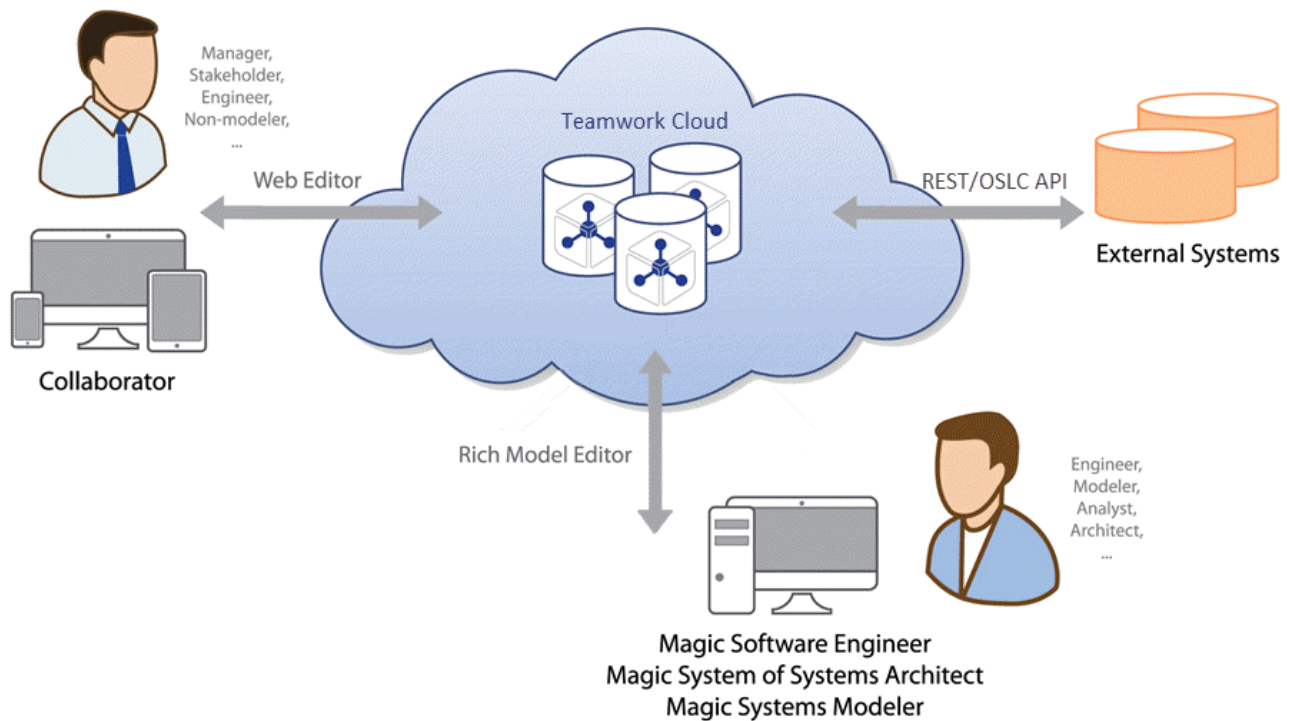 Manager,
Stakeholder,
Engineer,
Non-modeler,
...
Web Editor
Collaborator
Teamwork Cloud
REST/OSLC API
External Systems
Rich Model Editor
Engineer,
Modeler,
Analyst,
Architect,
...
Magic Software Engineer
Magic System of Systems Architect
Magic Systems Modeler